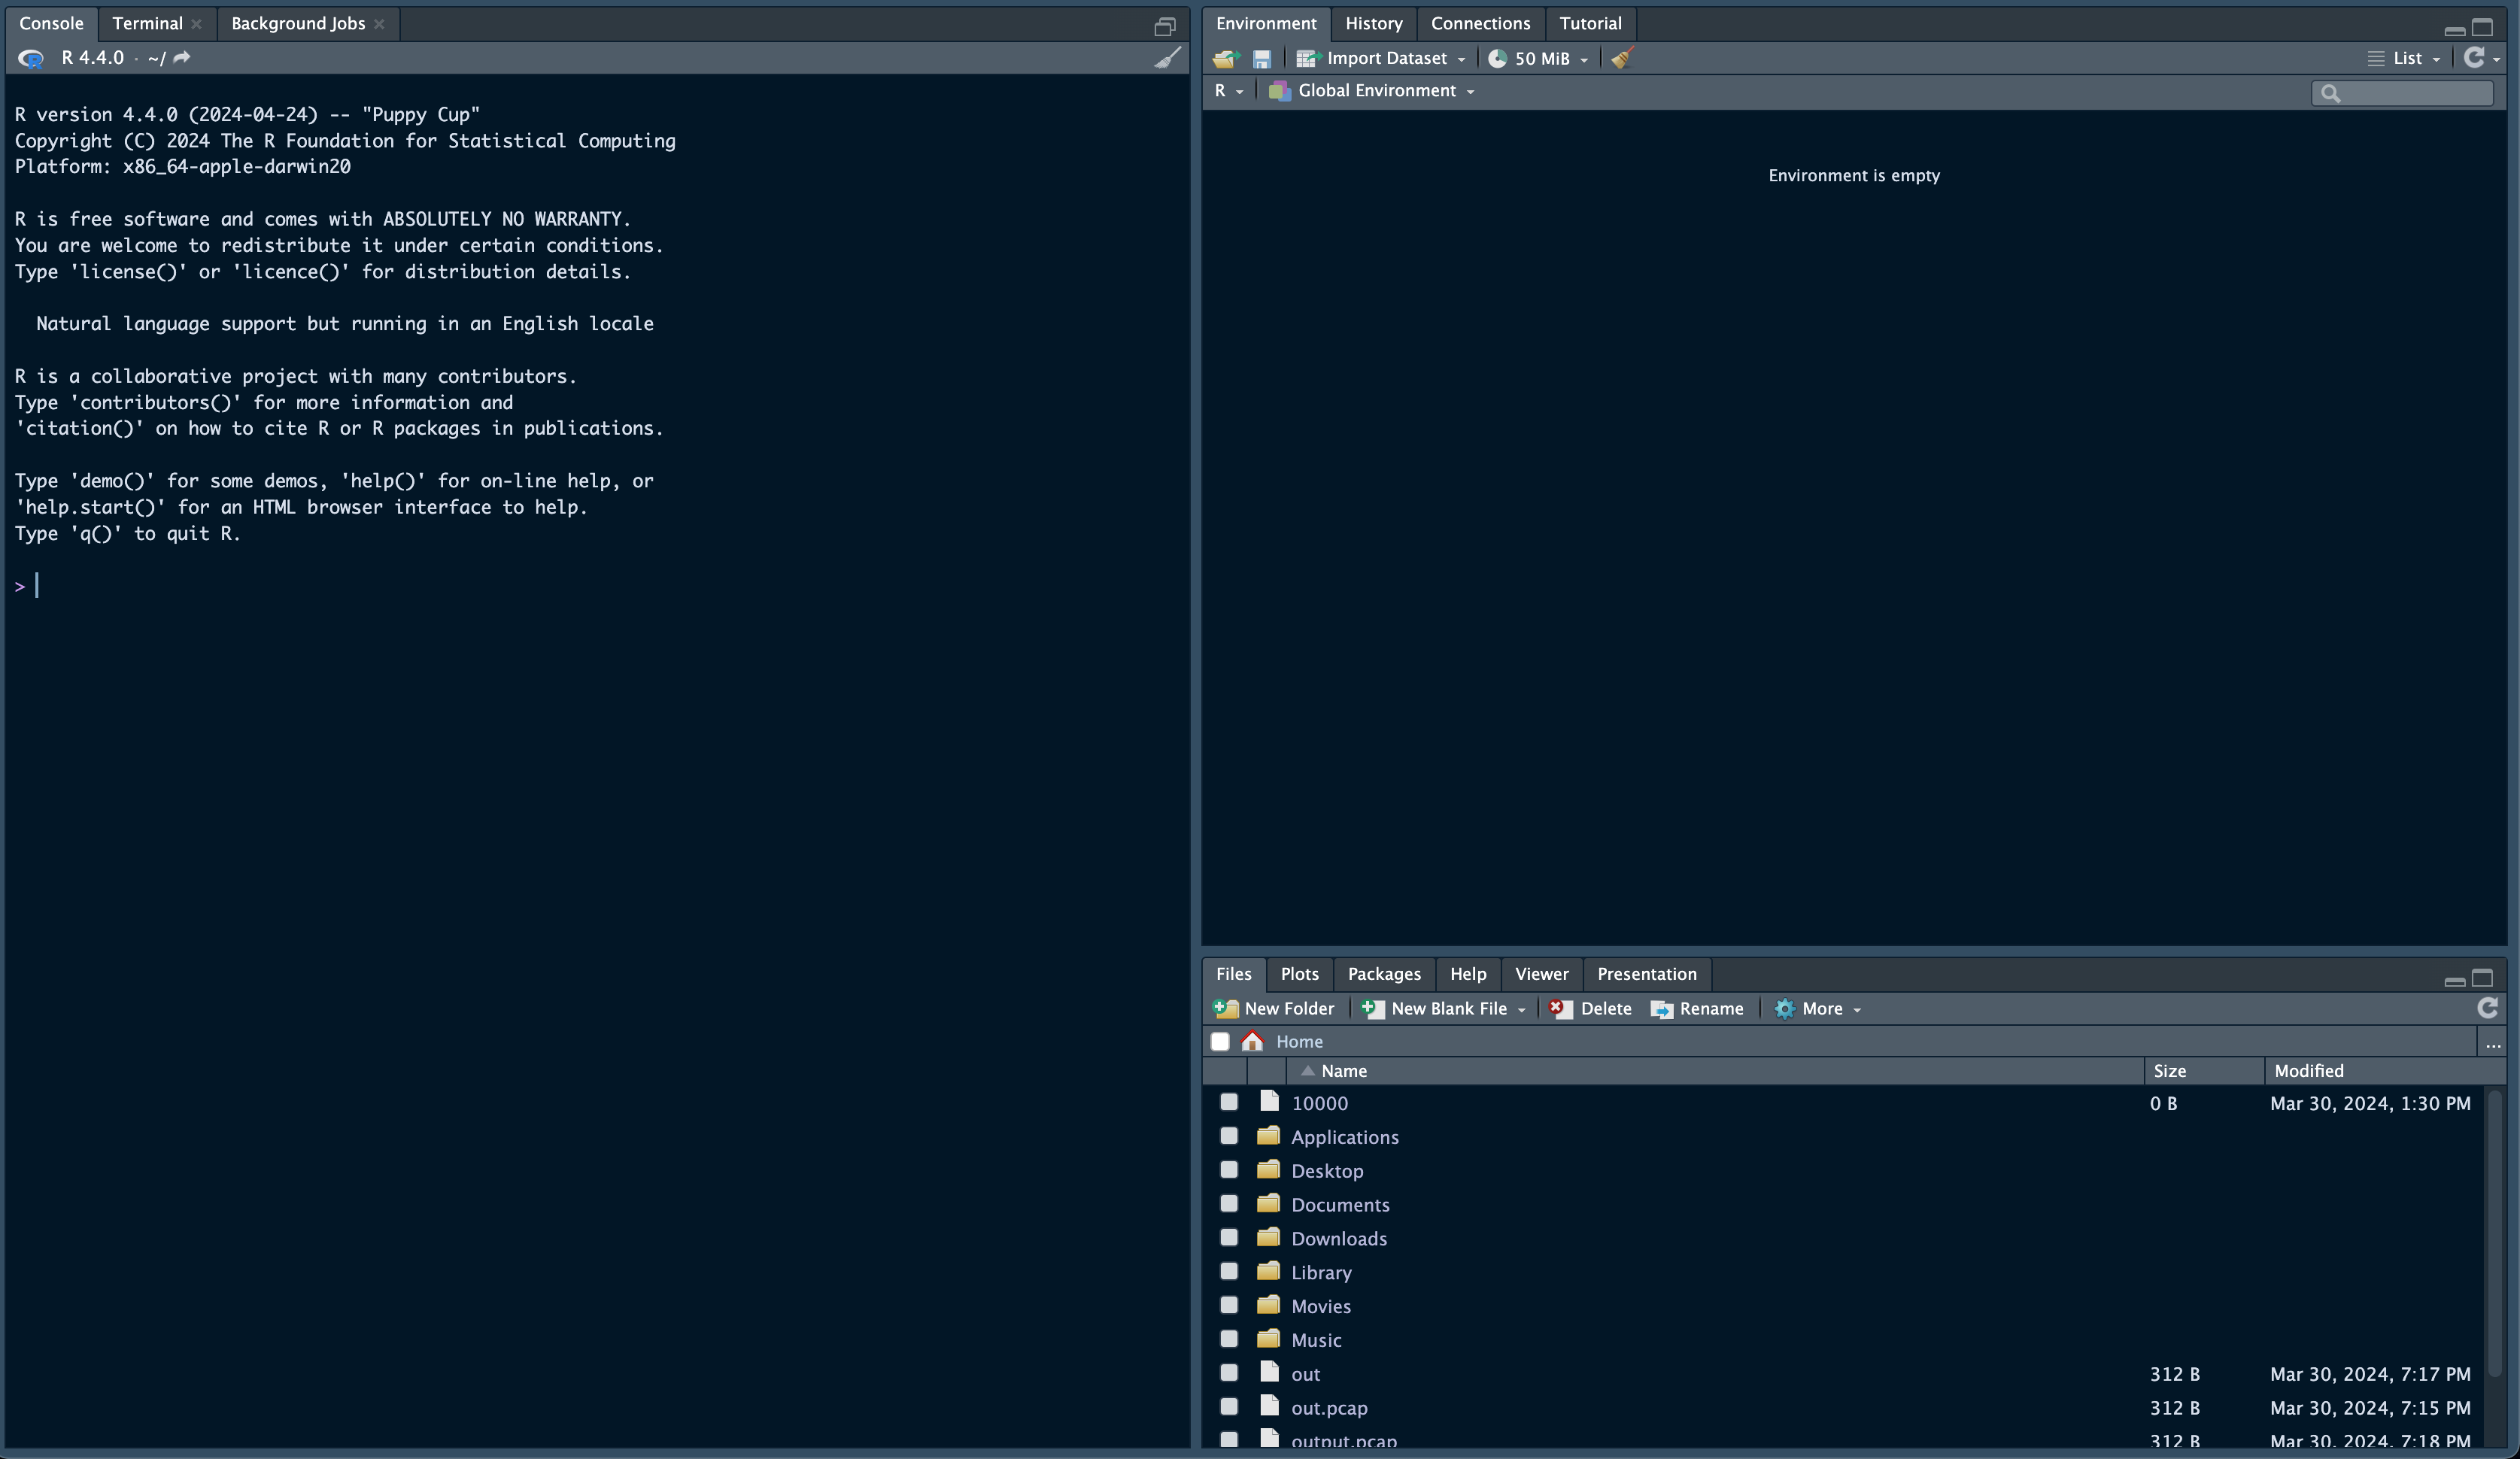 Console Terminal Background Jobs
R 4.4.0 · ~/
R version 4.4.0 (2024-04-24) -- "Puppy Cup"
Copyright (C) 2024 The R Foundation for Statistical Computing
Platform: x86_64-apple-darwin20
R is free software and comes with ABSOLUTELY NO WARRANTY.
You are welcome to redistribute it under certain conditions.
Type 'license()' or 'licence()' for distribution details.
Natural language support but running in an English locale
R is a collaborative project with many contributors.
Type 'contributors()' for more information and
'citation()' on how to cite R or R packages in publications.
Type 'demo()' for some demos, 'help()' for on-line help, or
'help.start()' for an HTML browser interface to help.
Type 'q()' to quit R.
>
Environment History Connections Tutorial
Import Dataset 50 MiB List
R Global Environment
Environment is empty
Files Plots Packages Help Viewer Presentation
New Folder New Blank File Delete Rename More
Home ...
Name Size Modified
10000 0 B Mar 30, 2024, 1:30 PM
Applications
Desktop
Documents
Downloads
Library
Movies
Music
out 312 B Mar 30, 2024, 7:17 PM
out.pcap 312 B Mar 30, 2024, 7:15 PM
output.pcap 312 B Mar 30, 2024, 7:18 PM